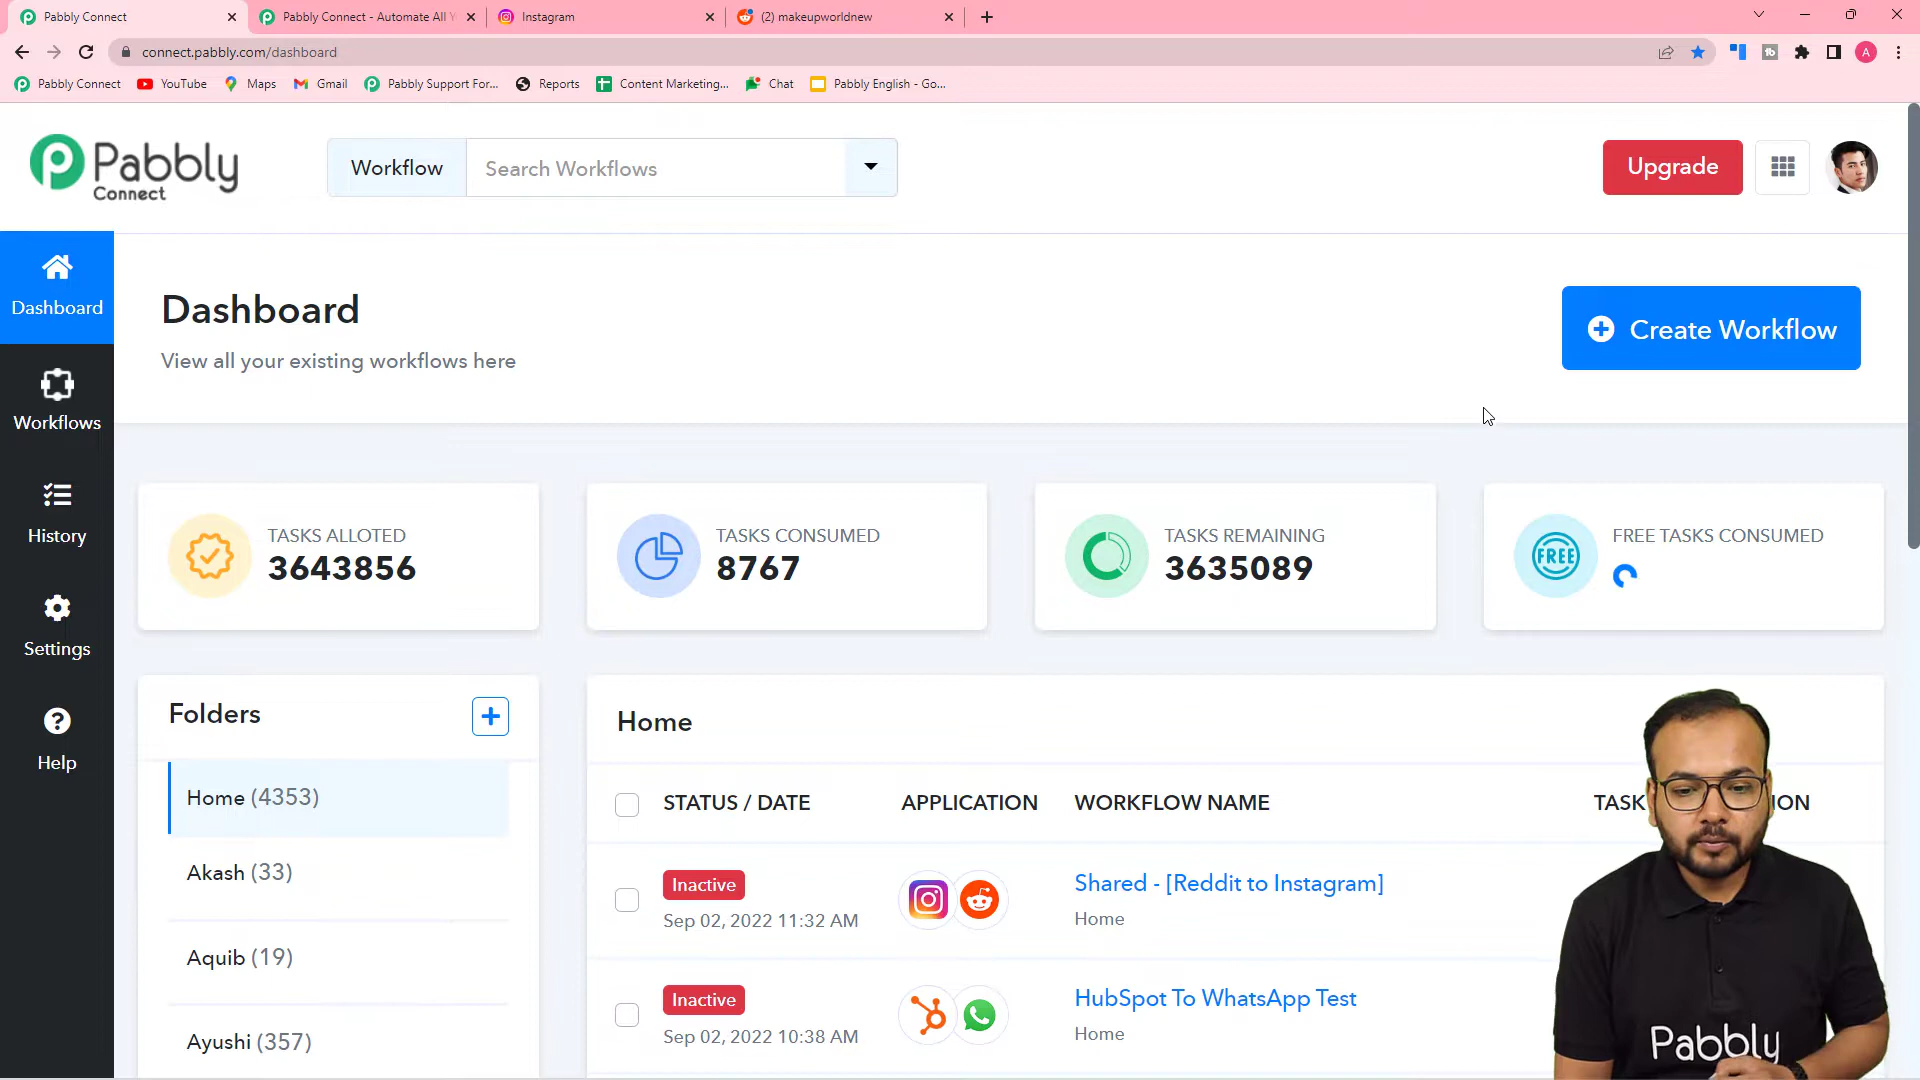 Pabbly Connect
Pabbly Connect - Automate All Y
Instagram
(2) makeupworldnew
connect.pabbly.com/dashboard
A
Pabbly Connect
YouTube
Maps
Gmail
Pabbly Support For...
Reports
Content Marketing...
Chat
Pabbly English - Go...
Pabbly
Connect
Workflow
Search Workflows
Upgrade
Dashboard
Workflows
History
Settings
Help
Dashboard
View all your existing workflows here
Create Workflow
TASKS ALLOTED
3643856
TASKS CONSUMED
8767
TASKS REMAINING
3635089
FREE
FREE TASKS CONSUMED
Folders
Home (4353)
Akash (33)
Aquib (19)
Ayushi (357)
Home
STATUS / DATE APPLICATION WORKFLOW NAME TASK ION
Inactive
Sep 02, 2022 11:32 AM
Shared - [Reddit to Instagram]
Home
Inactive
Sep 02, 2022 10:38 AM
HubSpot To WhatsApp Test
Home
Pabbly